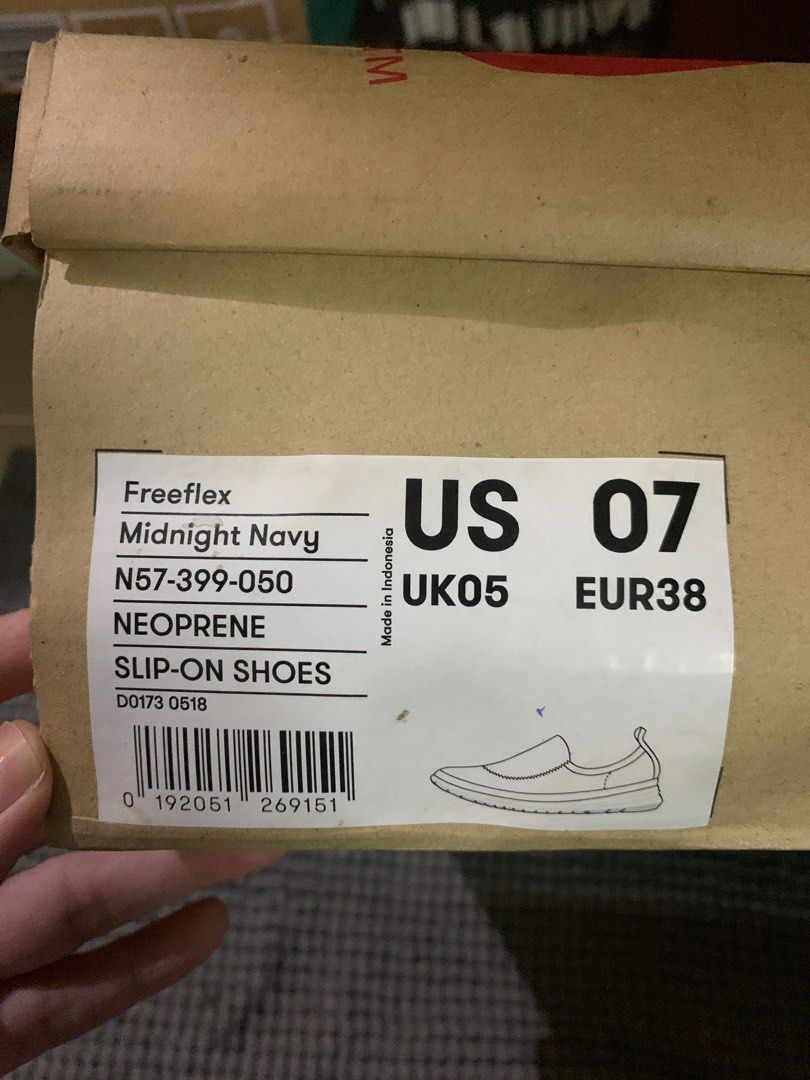 TM
Freeflex
Midnight Navy
N57-399-050
NEOPRENE
SLIP-ON SHOES
D0173 0518
0 192051 269151
Made in Indonesia
US 07
UK05 EUR38